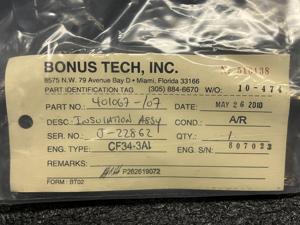 BONUS TECH, INC.
8575 N.W. 79 Avenue Bay D • Miami, Florida 33166
PART IDENTIFICATION TAG (305) 884-6670 W/O: 10-474
PART NO.: 401067-107 DATE: MAY 26 2010
DESC: INSULATION ASSY COND.: A/R
SER. NO.: J-22862 QTY.: 1
ENG. TYPE: CF34-3A1 ENG. S/N: 807023
REMARKS: P262619072
FORM: BT02